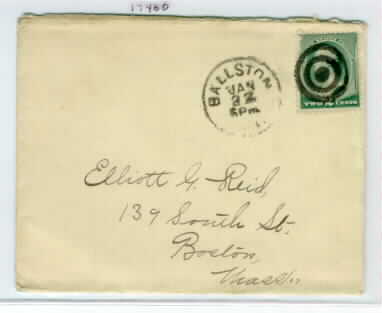 17460
BALLSTON
JAN
22
5PM
TWO CENTS
Elliott G. Reid,
139 South St.
Boston,
Mass.